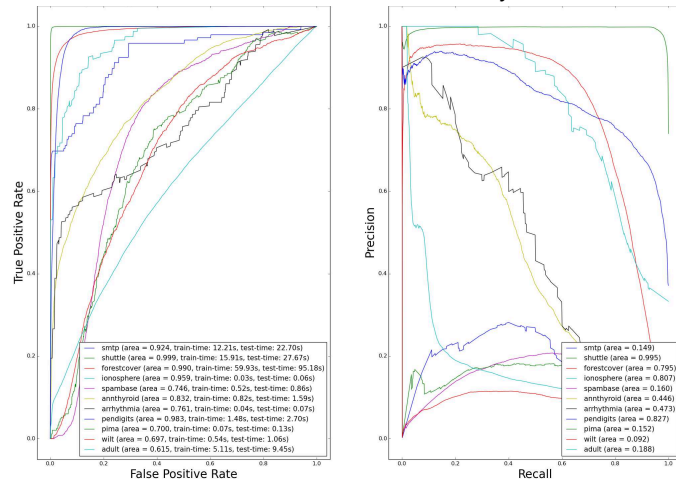 1.0
0.8
0.6
0.4
0.2
0.0
True Positive Rate
smtp (area = 0.924, train-time: 12.21s, test-time: 22.70s)
shuttle (area = 0.999, train-time: 15.91s, test-time: 27.67s)
forestcover (area = 0.990, train-time: 59.93s, test-time: 95.18s)
ionosphere (area = 0.959, train-time: 0.03s, test-time: 0.06s)
spambase (area = 0.746, train-time: 0.52s, test-time: 0.86s)
annthyroid (area = 0.832, train-time: 0.82s, test-time: 1.59s)
arrhythmia (area = 0.761, train-time: 0.04s, test-time: 0.07s)
pendigits (area = 0.983, train-time: 1.48s, test-time: 2.70s)
pima (area = 0.700, train-time: 0.07s, test-time: 0.13s)
wilt (area = 0.697, train-time: 0.54s, test-time: 1.06s)
adult (area = 0.615, train-time: 5.11s, test-time: 9.45s)
0.0 0.2 0.4 0.6 0.8 1.0
False Positive Rate
1.0
0.8
0.6
0.4
0.2
0.0
Precision
smtp (area = 0.149)
shuttle (area = 0.995)
forestcover (area = 0.795)
ionosphere (area = 0.807)
spambase (area = 0.160)
annthyroid (area = 0.446)
arrhythmia (area = 0.473)
pendigits (area = 0.827)
pima (area = 0.152)
wilt (area = 0.092)
adult (area = 0.188)
0.0 0.2 0.4 0.6 0.8 1.0
Recall